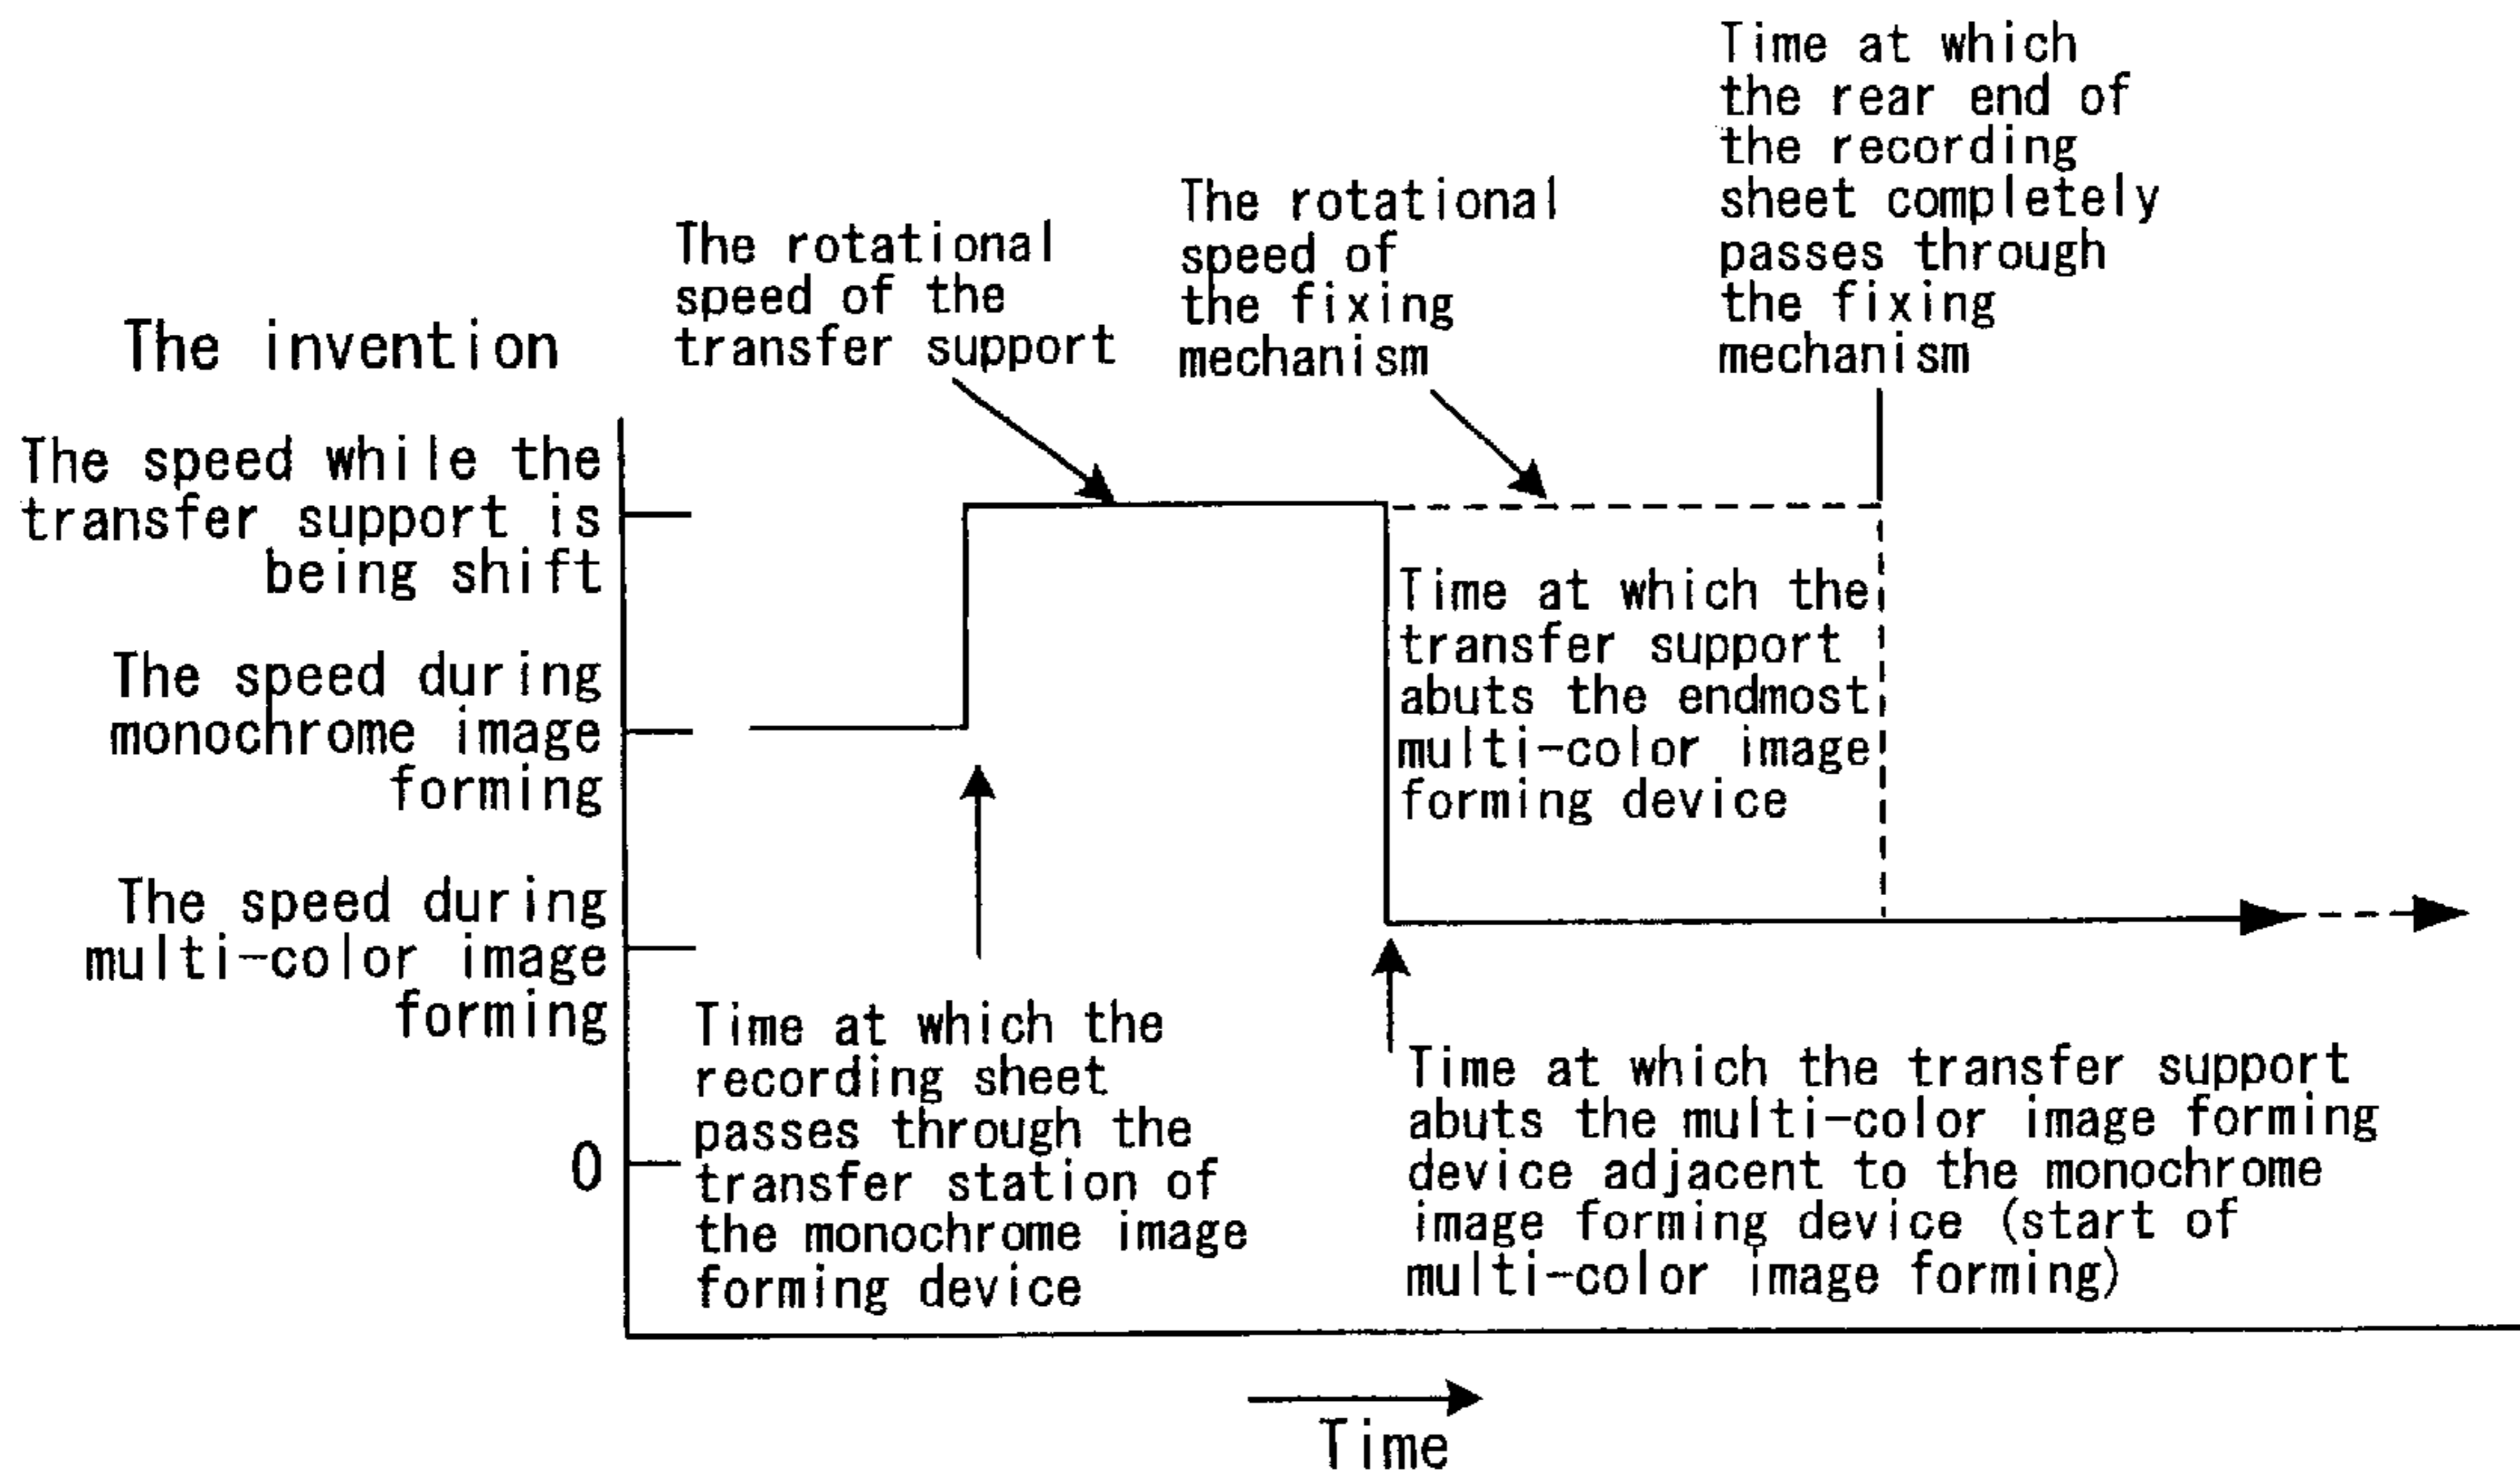 Time at which
the rear end of
the recording
sheet completely
passes through
the fixing
mechanism
The rotational
speed of
the fixing
mechanism
The rotational
speed of the
transfer support
The invention
The speed while the
transfer support is
being shift
The speed during
monochrome image
forming
The speed during
multi-color image
forming
0
Time at which the
transfer support
abuts the endmost
multi-color image
forming device
Time at which the
recording sheet
passes through the
transfer station of
the monochrome image
forming device
Time at which the transfer support
abuts the multi-color image forming
device adjacent to the monochrome
image forming device (start of
multi-color image forming)
Time